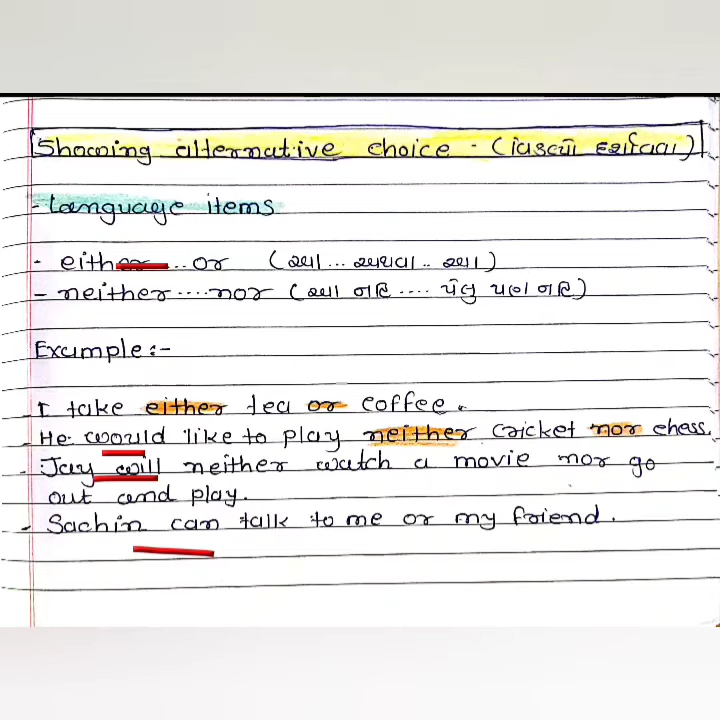 Showing alternative choice - (વિકલ્પો દર્શાવવા)
- Language items
- either ... or (આ ... અથવા .. આ)
- neither .... nor (આ નહિ .... પેલુ પણ નહિ)
Example :-
- I take either tea or coffee.
- He would like to play neither cricket nor chess.
- Jay will neither watch a movie nor go
out and play.
- Sachin can talk to me or my friend.